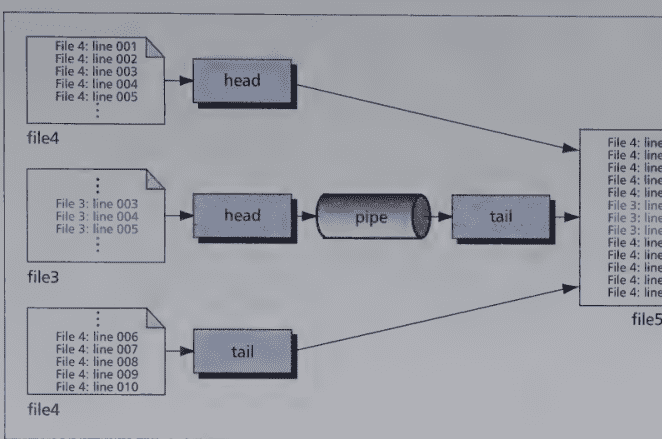 File 4: line 001
File 4: line 002
File 4: line 003
File 4: line 004
File 4: line 005
file4
head
File 3: line 003
File 3: line 004
File 3: line 005
file3
head
pipe
tail
File 4: line 006
File 4: line 007
File 4: line 008
File 4: line 009
File 4: line 010
file4
tail
File 4: line
File 4: line
File 4: line
File 4: line
File 4: line
File 3: line
File 3: line
File 3: line
File 4: line
File 4: line
File 4: line
File 4: line
File 4: line
file5